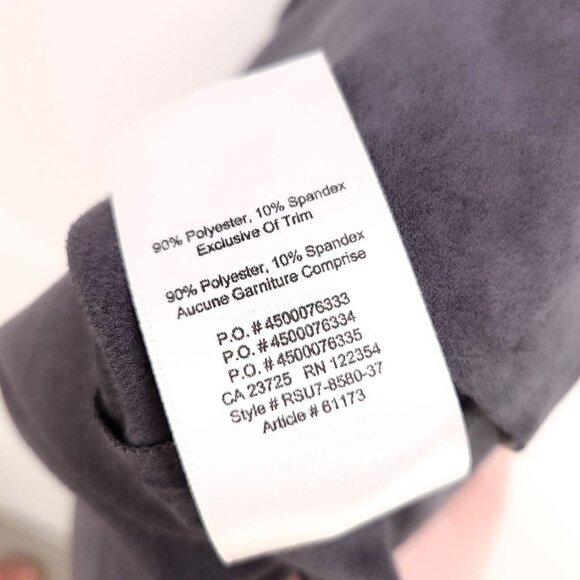 90% Polyester, 10% Spandex
Exclusive Of Trim
90% Polyester, 10% Spandex
Aucune Garniture Comprise
P.O. # 4500076333
P.O. # 4500076334
P.O. # 4500076335
CA 23725 RN 122354
Style # RSU7-8580-37
Article # 61173